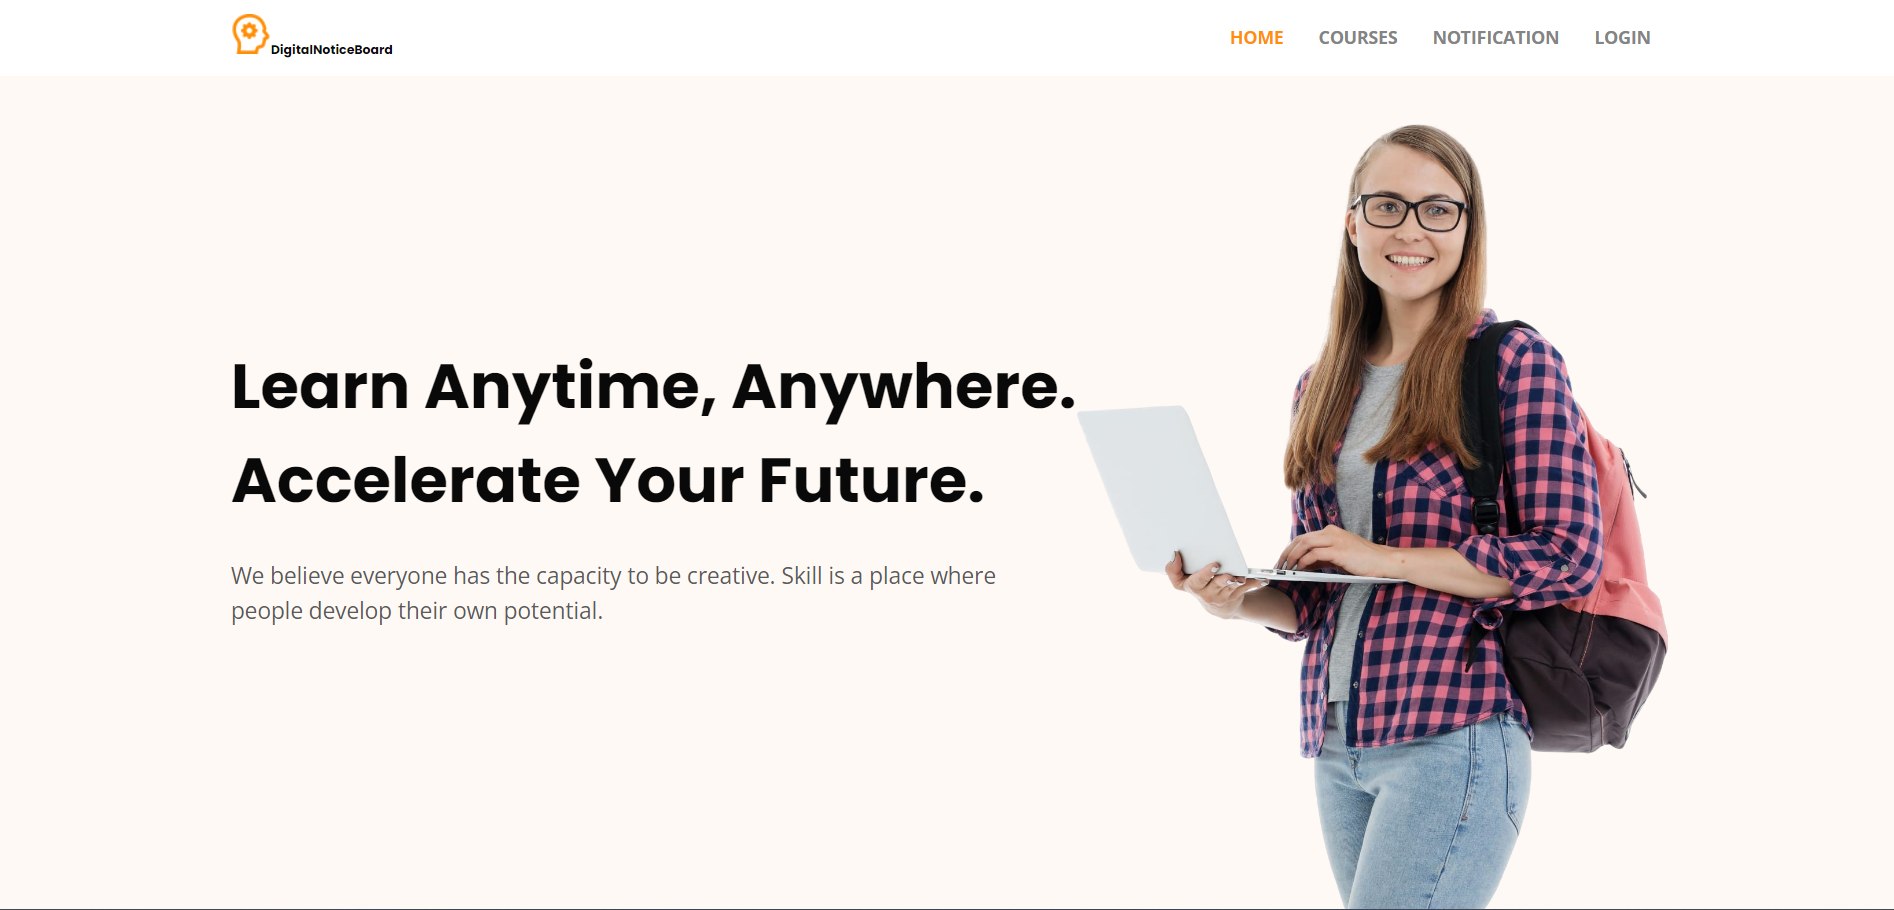 DigitalNoticeBoard
HOME COURSES NOTIFICATION LOGIN
Learn Anytime, Anywhere.
Accelerate Your Future.
We believe everyone has the capacity to be creative. Skill is a place where
people develop their own potential.